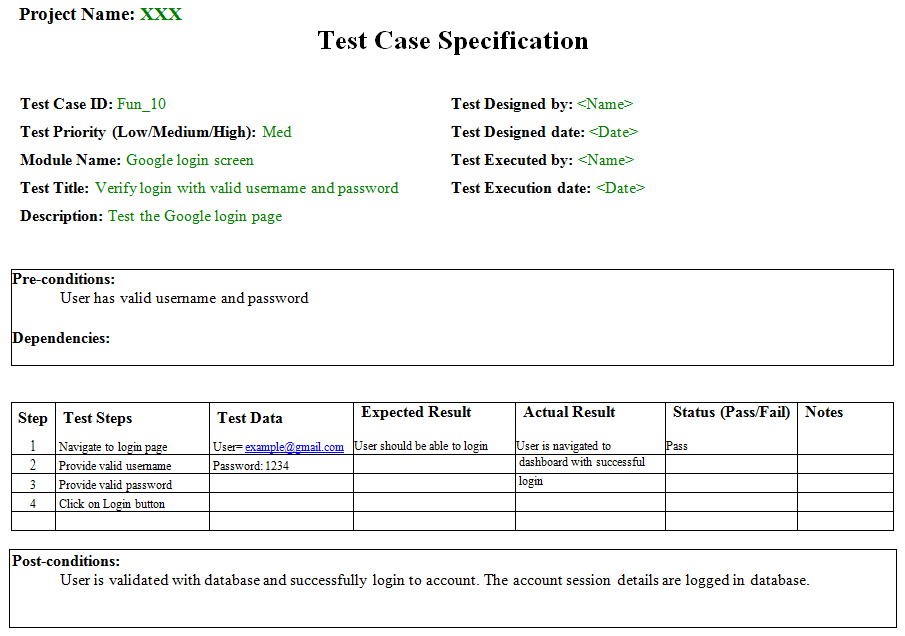 Project Name: XXX
Test Case Specification
Test Case ID: Fun_10
Test Designed by: <Name>
Test Priority (Low/Medium/High): Med
Test Designed date: <Date>
Module Name: Google login screen
Test Executed by: <Name>
Test Title: Verify login with valid username and password
Test Execution date: <Date>
Description: Test the Google login page
Pre-conditions:
User has valid username and password
Dependencies:
Step Test Steps Test Data Expected Result Actual Result Status (Pass/Fail) Notes
1 Navigate to login page User= example@gmail.com User should be able to login User is navigated to Pass
2 Provide valid username Password: 1234 dashboard with successful
3 Provide valid password login
4 Click on Login button
Post-conditions:
User is validated with database and successfully login to account. The account session details are logged in database.